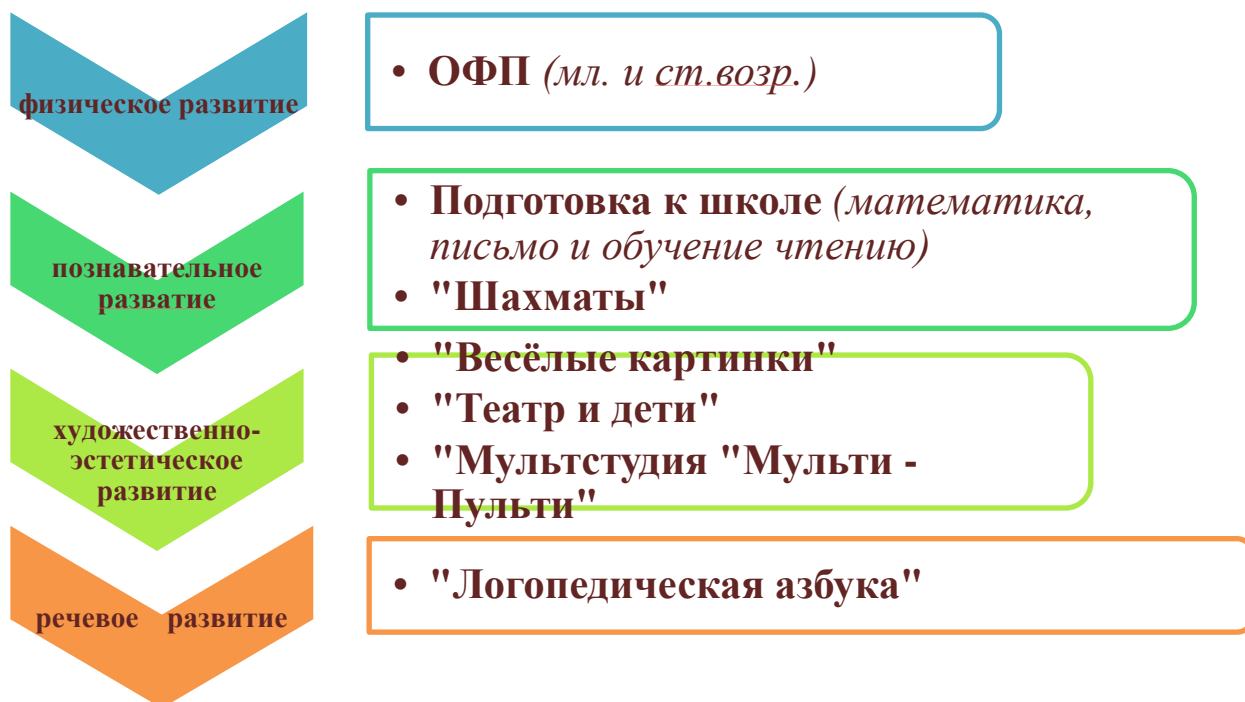 физическое развитие
• ОФП (мл. и ст.возр.)
познавательное
разватие
• Подготовка к школе (математика,
письмо и обучение чтению)
• "Шахматы"
художественно-
эстетическое
развитие
• "Весёлые картинки"
• "Театр и дети"
• "Мультстудия "Мульти -
Пульти"
речевое развитие
• "Логопедическая азбука"